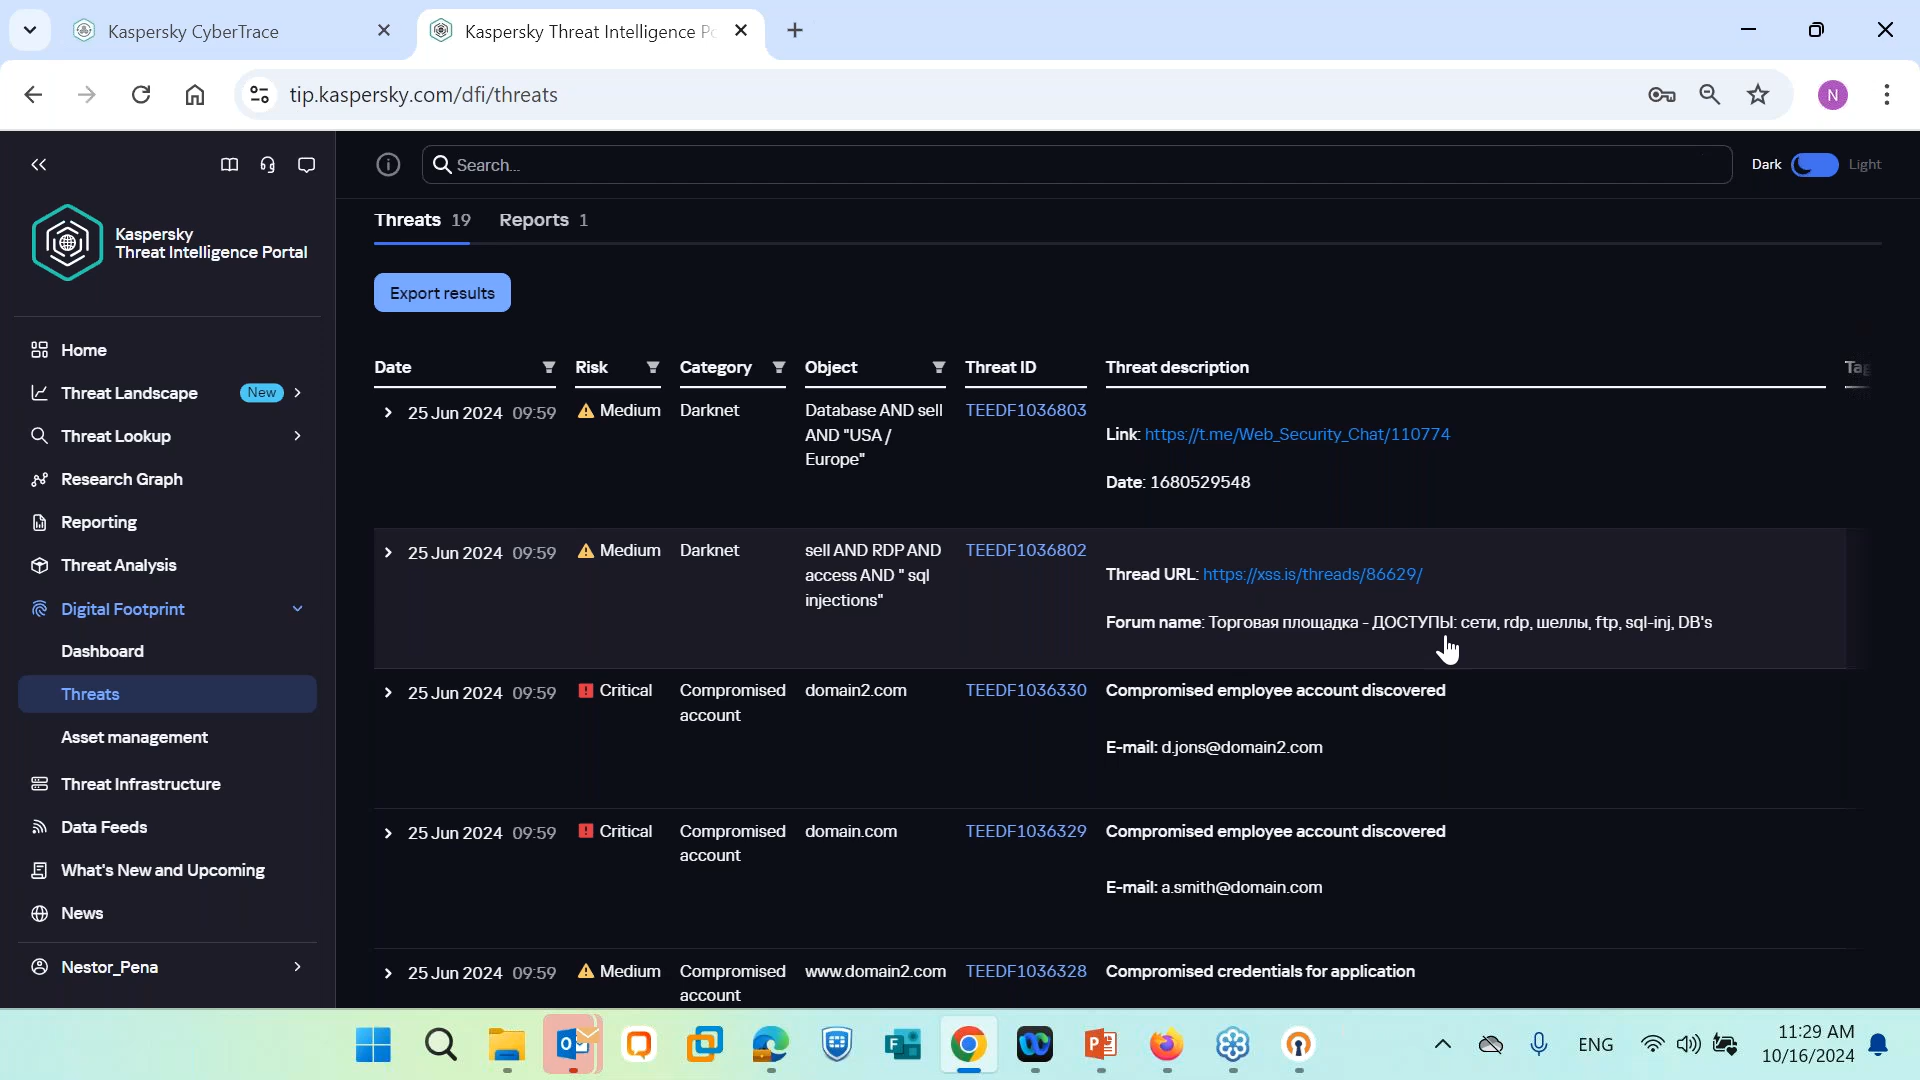 Kaspersky CyberTrace
Kaspersky Threat Intelligence Po
tip.kaspersky.com/dfi/threats
N
Kaspersky
Threat Intelligence Portal
Home
Threat Landscape New
Threat Lookup
Research Graph
Reporting
Threat Analysis
Digital Footprint
Dashboard
Threats
Asset management
Threat Infrastructure
Data Feeds
What's New and Upcoming
News
Nestor_Pena
Search...
Dark Light
Threats 19 Reports 1
Export results
Date Risk Category Object Threat ID Threat description Tag
25 Jun 2024 09:59 Medium Darknet Database AND sell TEEDF1036803
AND "USA /
Europe"
Link: https://t.me/Web_Security_Chat/110774
Date: 1680529548
25 Jun 2024 09:59 Medium Darknet sell AND RDP AND TEEDF1036802
access AND " sql
injections"
Thread URL: https://xss.is/threads/86629/
Forum name: Торговая площадка - ДОСТУПЫ: сети, rdp, шеллы, ftp, sql-inj, DB's
25 Jun 2024 09:59 Critical Compromised domain2.com TEEDF1036330 Compromised employee account discovered
account
E-mail: d.jons@domain2.com
25 Jun 2024 09:59 Critical Compromised domain.com TEEDF1036329 Compromised employee account discovered
account
E-mail: a.smith@domain.com
25 Jun 2024 09:59 Medium Compromised www.domain2.com TEEDF1036328 Compromised credentials for application
account
ENG
11:29 AM
10/16/2024